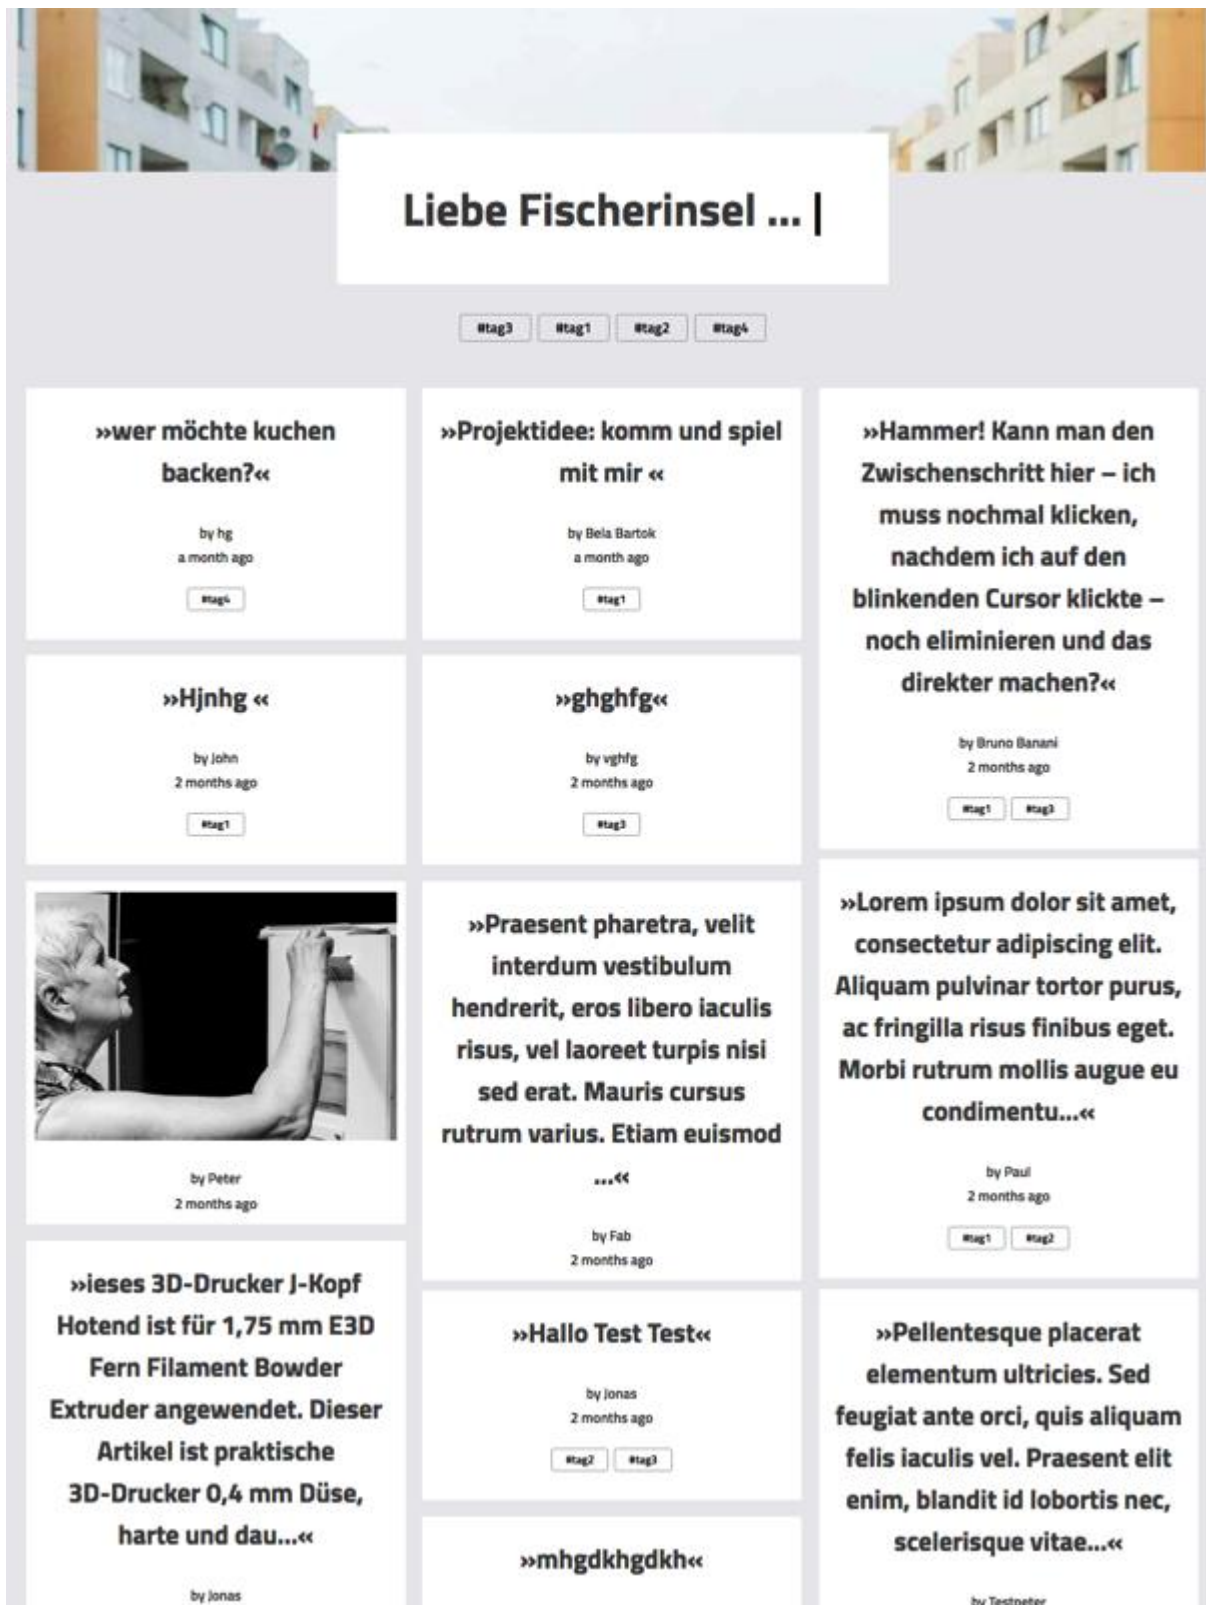 Liebe Fischerinsel ... |
#tag3 #tag1 #tag2 #tag4
»wer möchte kuchen
backen?«
by hg
a month ago
#tag4
»Hjnhg «
by John
2 months ago
#tag1
by Peter
2 months ago
»ieses 3D-Drucker J-Kopf
Hotend ist für 1,75 mm E3D
Fern Filament Bowder
Extruder angewendet. Dieser
Artikel ist praktische
3D-Drucker 0,4 mm Düse,
harte und dau...«
by Jonas
»Projektidee: komm und spiel
mit mir «
by Bela Bartok
a month ago
#tag1
»ghghfg«
by vghfg
2 months ago
#tag3
»Praesent pharetra, velit
interdum vestibulum
hendrerit, eros libero iaculis
risus, vel laoreet turpis nisi
sed erat. Mauris cursus
rutrum varius. Etiam euismod
...«
by Fab
2 months ago
»Hallo Test Test«
by Jonas
2 months ago
#tag2 #tag3
»mhgdkhgdkh«
»Hammer! Kann man den
Zwischenschritt hier – ich
muss nochmal klicken,
nachdem ich auf den
blinkenden Cursor klickte –
noch eliminieren und das
direkter machen?«
by Bruno Banani
2 months ago
#tag1 #tag3
»Lorem ipsum dolor sit amet,
consectetur adipiscing elit.
Aliquam pulvinar tortor purus,
ac fringilla risus finibus eget.
Morbi rutrum mollis augue eu
condimentu...«
by Paul
2 months ago
#tag1 #tag2
»Pellentesque placerat
elementum ultricies. Sed
feugiat ante orci, quis aliquam
felis iaculis vel. Praesent elit
enim, blandit id lobortis nec,
scelerisque vitae...«
by Testpeter